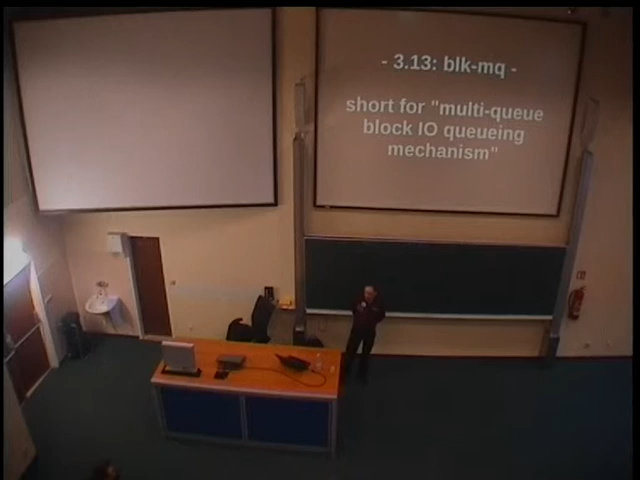 - 3.13: blk-mq -
short for "multi-queue
block IO queueing
mechanism"